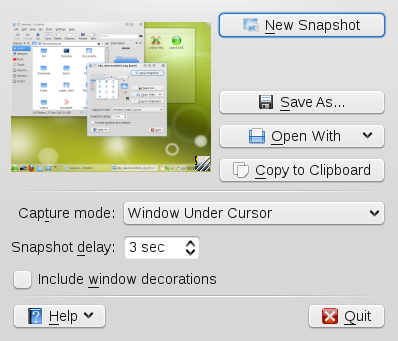 New Snapshot
Save As...
Open With
Copy to Clipboard
Capture mode: Window Under Cursor
Snapshot delay: 3 sec
Include window decorations
Help
Quit